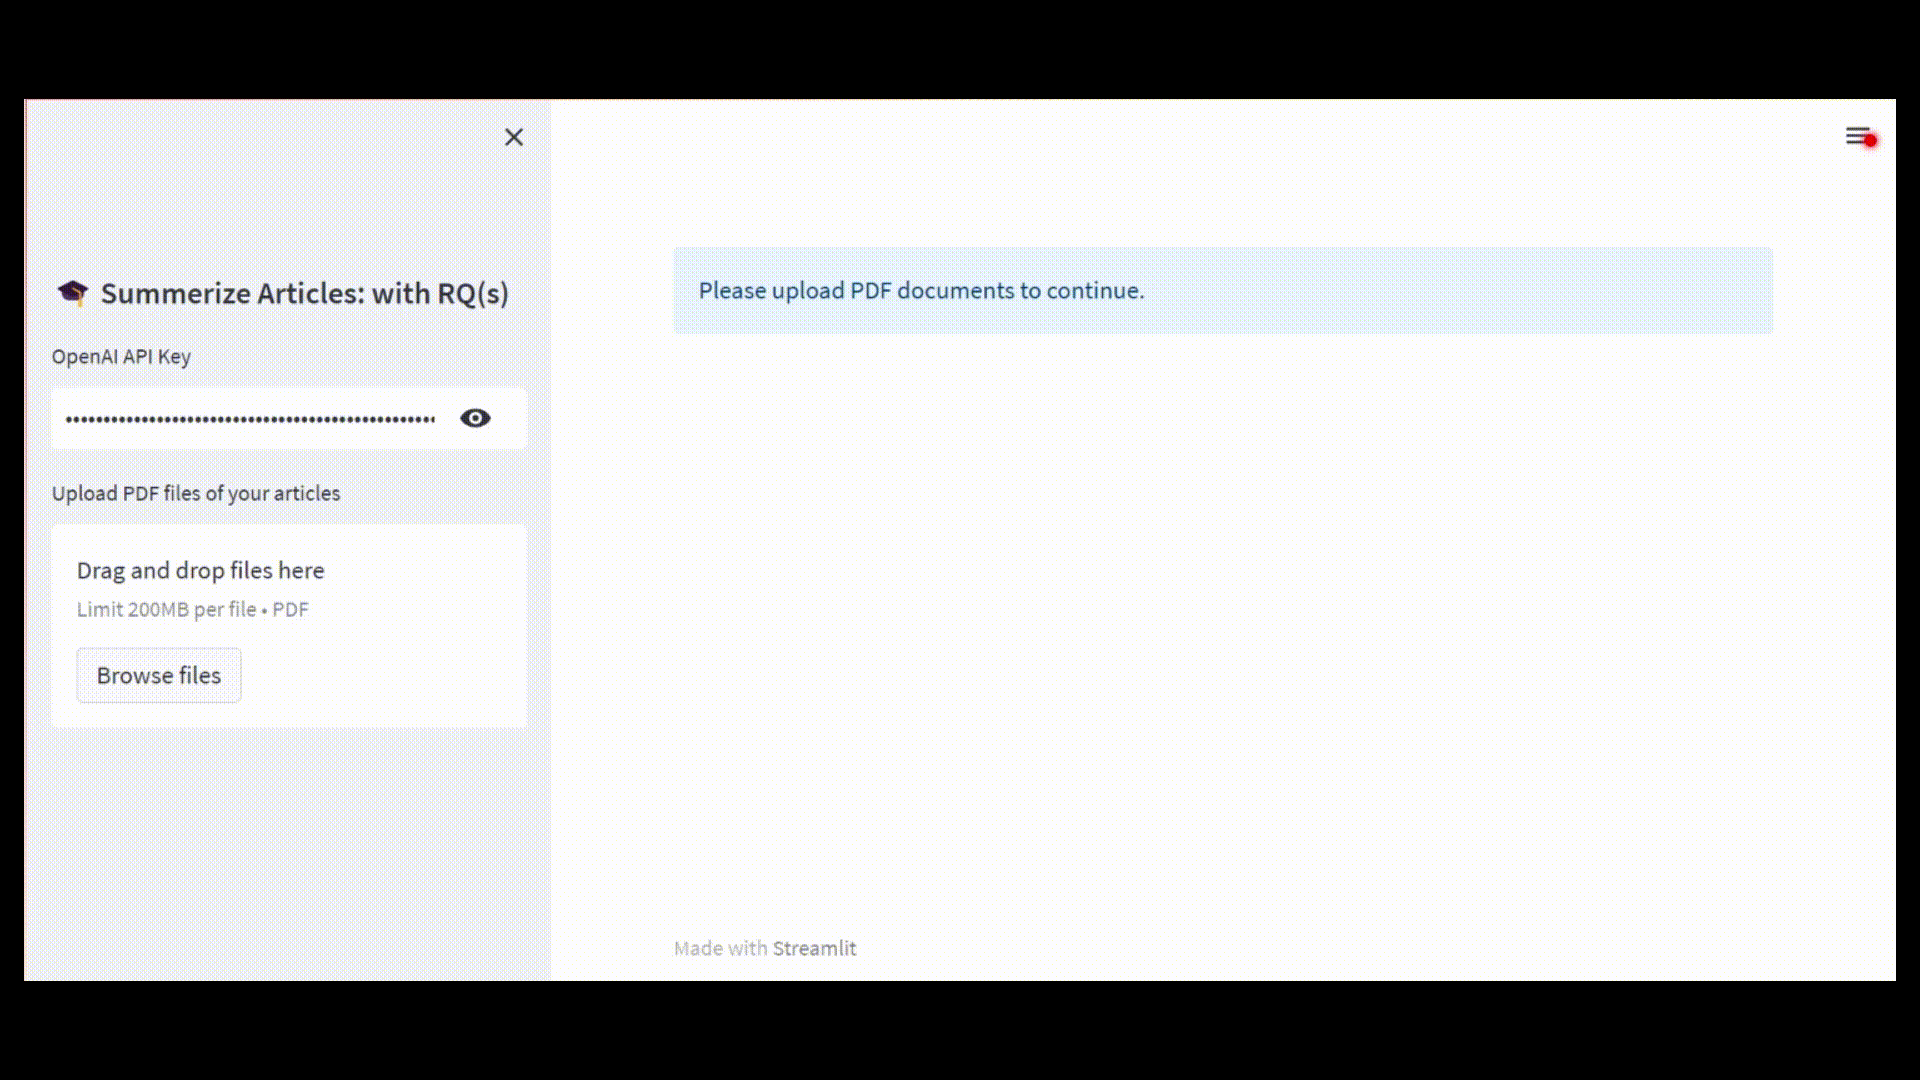 🎓 Summerize Articles: with RQ(s)
OpenAI API Key
••••••••••••••••••••••••••••••••••••••••••••••••
Upload PDF files of your articles
Drag and drop files here
Limit 200MB per file • PDF
Browse files
Please upload PDF documents to continue.
Made with Streamlit